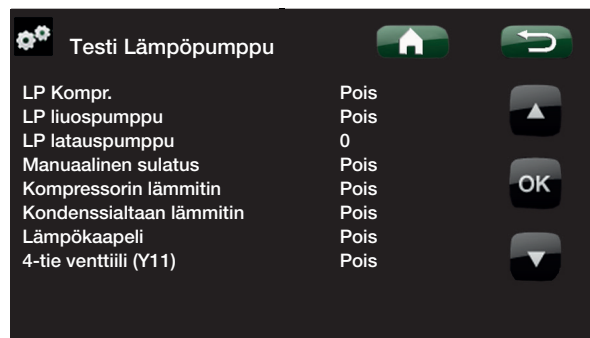 Testi Lämpöpumppu
LP Kompr. Pois
LP liuospumppu Pois
LP latauspumppu 0
Manuaalinen sulatus Pois
Kompressorin lämmitin Pois
Kondenssialtaan lämmitin Pois
Lämpökaapeli Pois
4-tie venttiili (Y11) Pois
OK